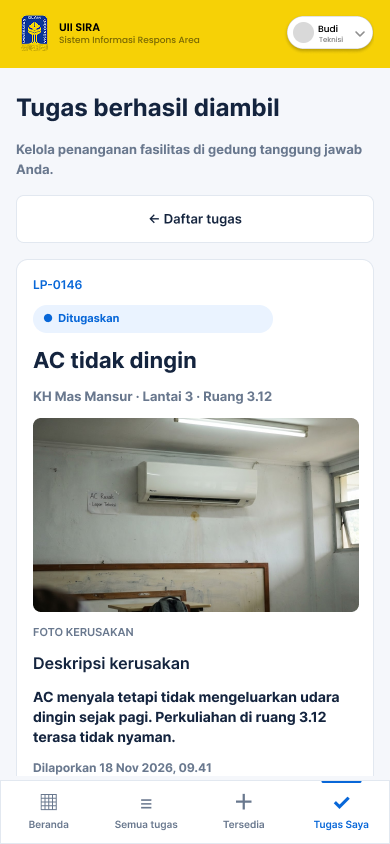 UII SIRA
Sistem Informasi Respons Area
Budi
Teknisi
Tugas berhasil diambil
Kelola penanganan fasilitas di gedung tanggung jawab
Anda.
← Daftar tugas
LP-0146
Ditugaskan
AC tidak dingin
KH Mas Mansur · Lantai 3 · Ruang 3.12
AC Rusak
FOTO KERUSAKAN
Deskripsi kerusakan
AC menyala tetapi tidak mengeluarkan udara
dingin sejak pagi. Perkuliahan di ruang 3.12
terasa tidak nyaman.
Dilaporkan 18 Nov 2026, 09.41
Beranda
Semua tugas
Tersedia
Tugas Saya